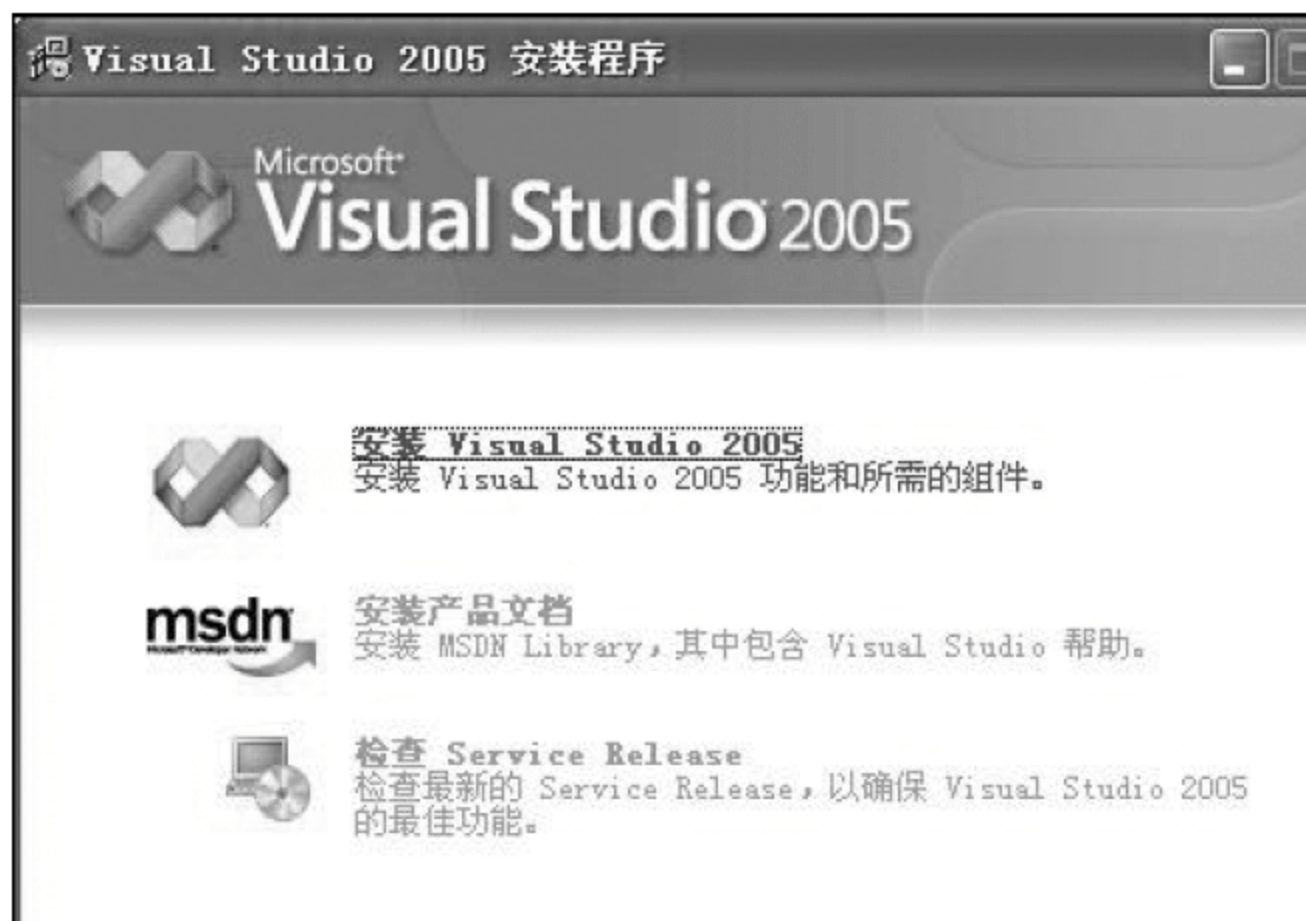 Visual Studio 2005 安装程序
Microsoft
Visual Studio 2005
安装 Visual Studio 2005
安装 Visual Studio 2005 功能和所需的组件。
msdn
安装产品文档
安装 MSDN Library，其中包含 Visual Studio 帮助。
检查 Service Release
检查最新的 Service Release，以确保 Visual Studio 2005
的最佳功能。